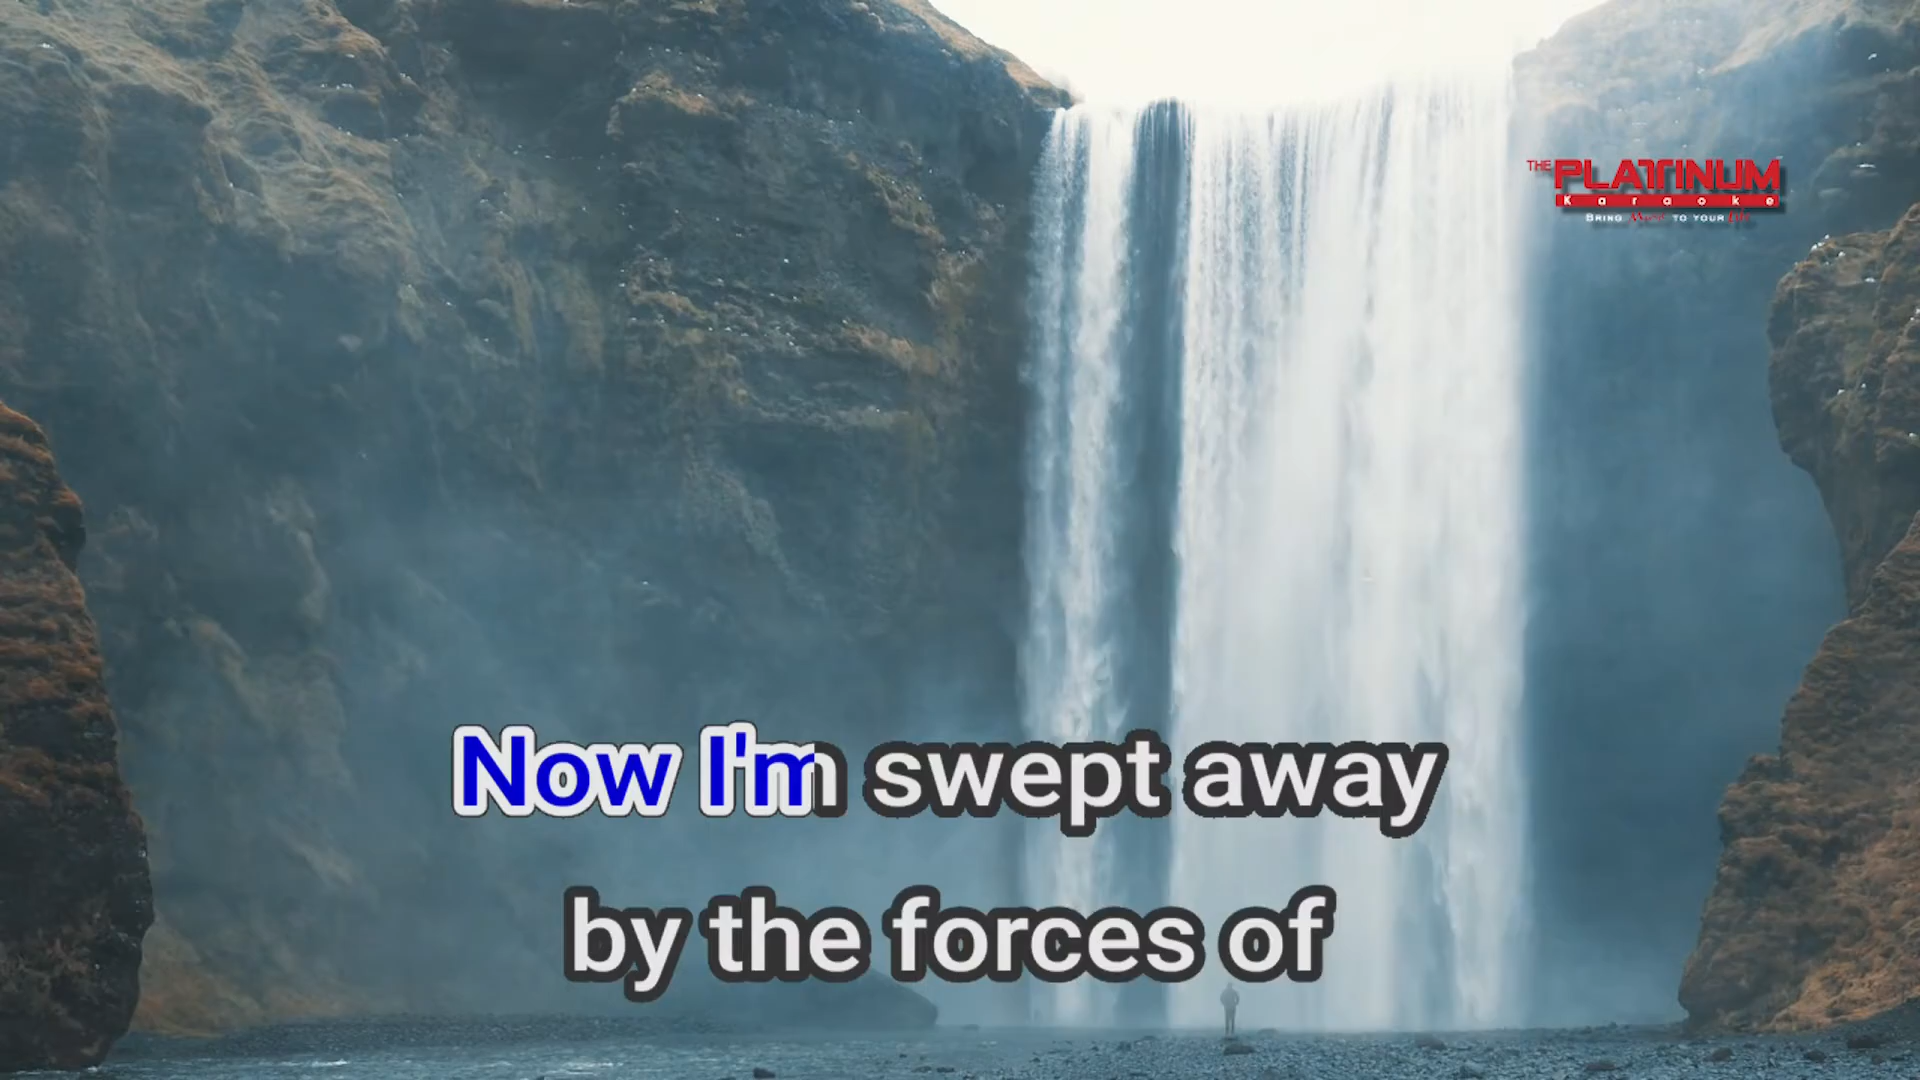 THE PLATINUM
Karaoke
BRING Music TO YOUR Life
Now I'm swept away
by the forces of